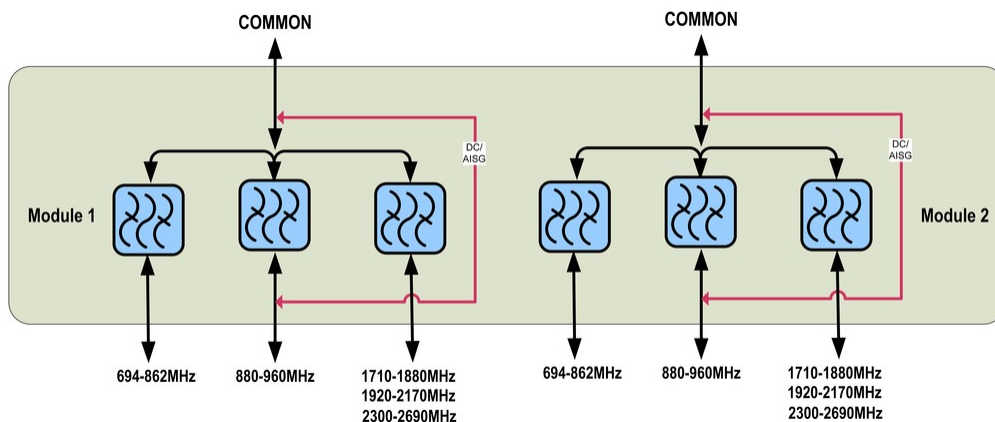 COMMON
COMMON
DC/
AISG
DC/
AISG
Module 1
Module 2
694-862MHz
880-960MHz
1710-1880MHz
1920-2170MHz
2300-2690MHz
694-862MHz
880-960MHz
1710-1880MHz
1920-2170MHz
2300-2690MHz